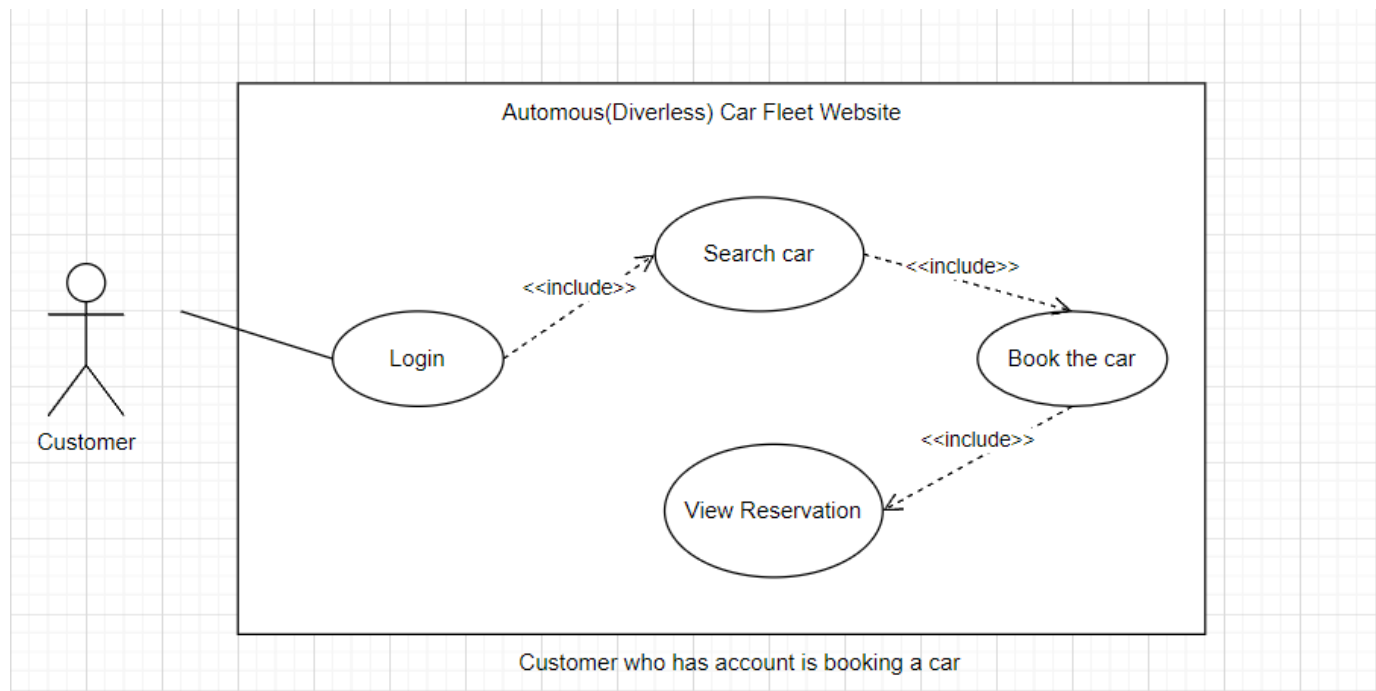 Automous(Diverless) Car Fleet Website
Search car
<<include>>
<<include>>
Login
Book the car
Customer
<<include>>
View Reservation
Customer who has account is booking a car